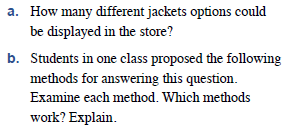 a. How many different jackets options could
be displayed in the store?
b. Students in one class proposed the following
methods for answering this question.
Examine each method. Which methods
work? Explain.